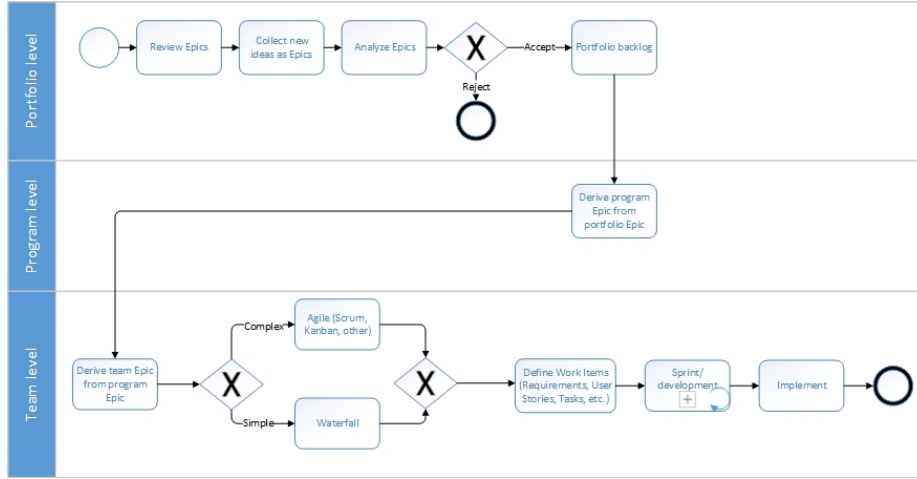 Portfolio level
Review Epics
Collect new
ideas as Epics
Analyze Epics
X
Accept
Portfolio backlog
Reject
Program level
Derive program
Epic from
portfolio Epic
Team level
Derive team Epic
from program
Epic
X
Complex
Agile (Scrum,
Kanban, other)
Simple
Waterfall
X
Define Work Items
(Requirements, User
Stories, Tasks, etc.)
Sprint/
development
+
Implement